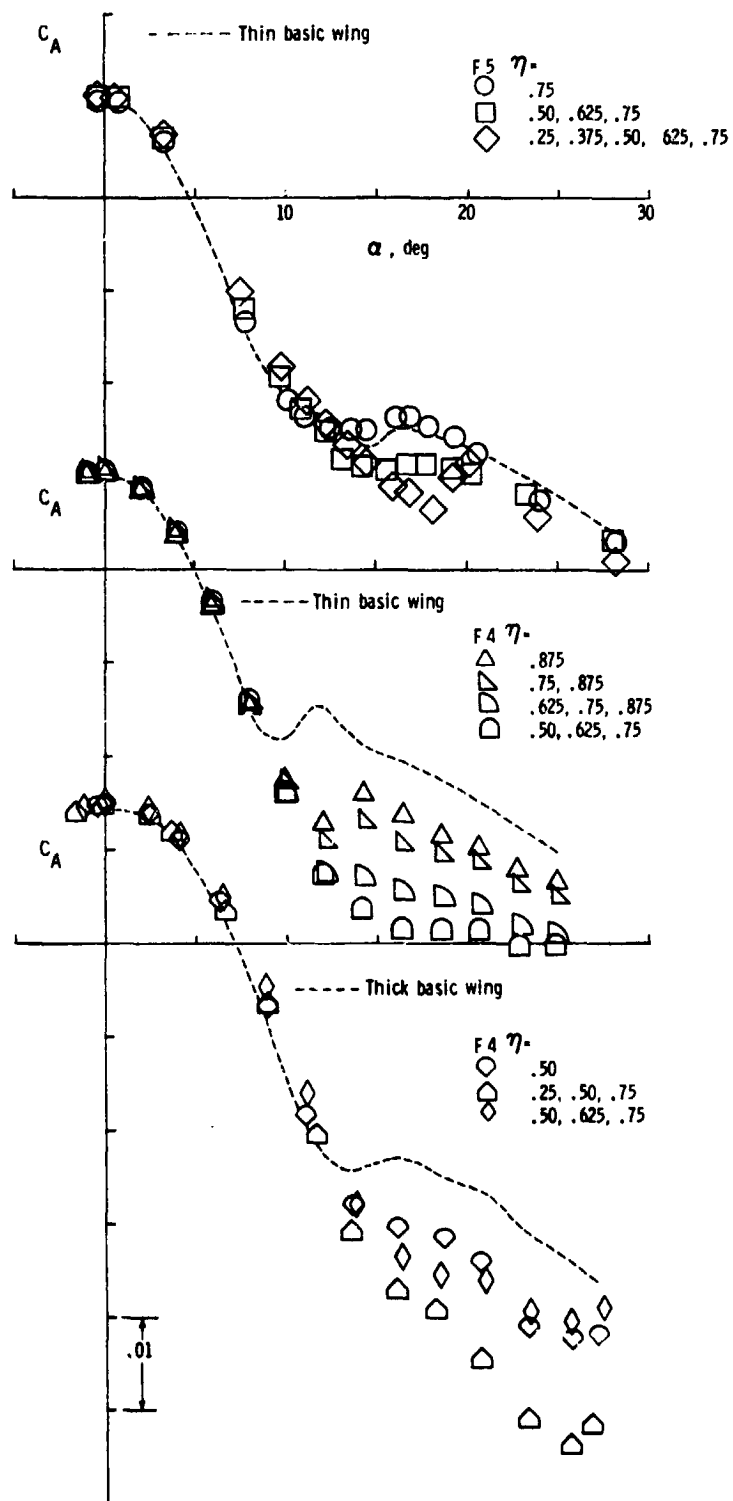 C_A
Thin basic wing
F5 η=
.75
.50, .625, .75
.25, .375, .50, 625, .75
10 20 30
α, deg
C_A
Thin basic wing
F4 η=
.875
.75, .875
.625, .75, .875
.50, .625, .75
C_A
Thick basic wing
F4 η=
.50
.25, .50, .75
.50, .625, .75
.01